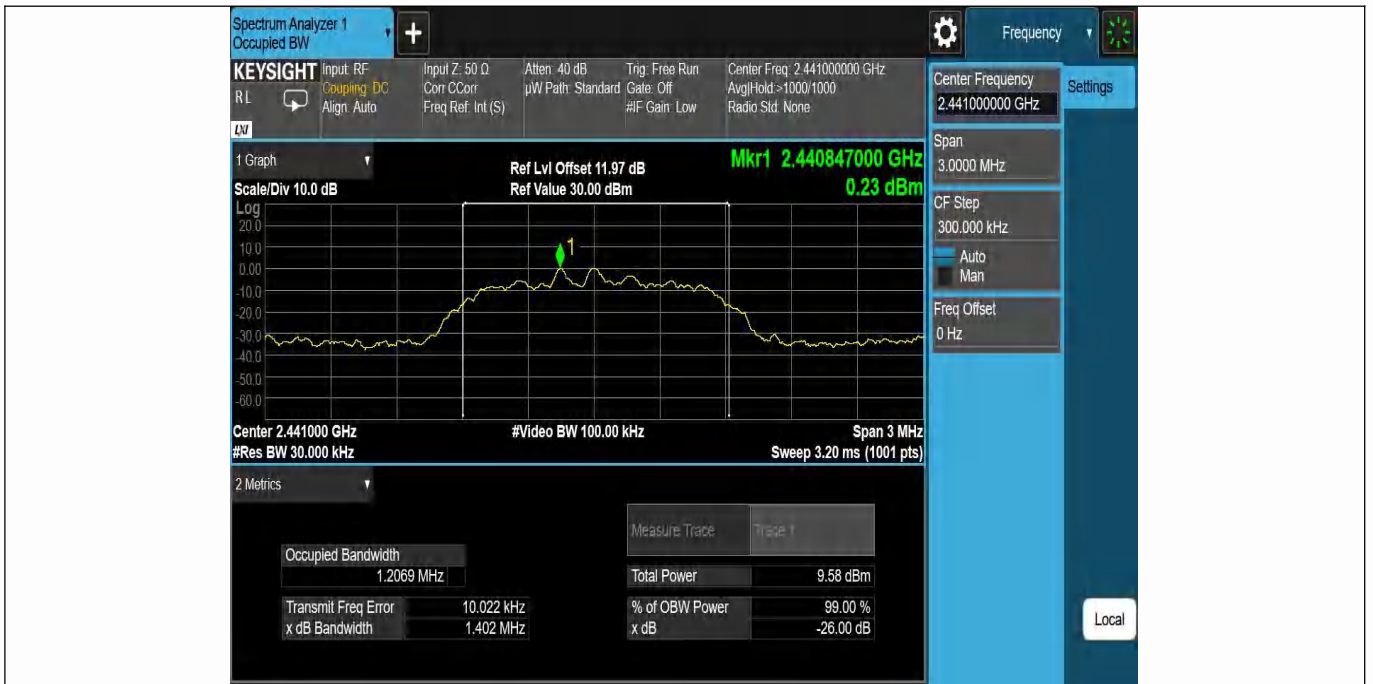 Spectrum Analyzer 1
Occupied BW
+
Frequency
KEYSIGHT
RL
LXI
Input: RF
Coupling: DC
Align: Auto
Input Z: 50 Ω
Corr CCorr
Freq Ref: Int (S)
Atten: 40 dB
µW Path: Standard
Trig: Free Run
Gate: Off
#IF Gain: Low
Center Freq: 2.441000000 GHz
Avg|Hold:>1000/1000
Radio Std: None
Center Frequency
2.441000000 GHz
Settings
Span
3.0000 MHz
CF Step
300.000 kHz
Auto
Man
Freq Offset
0 Hz
Local
1 Graph
Scale/Div 10.0 dB
Ref Lvl Offset 11.97 dB
Ref Value 30.00 dBm
Mkr1 2.440847000 GHz
0.23 dBm
Log
20.0
10.0
0.00
-10.0
-20.0
-30.0
-40.0
-50.0
-60.0
1
Center 2.441000 GHz
#Video BW 100.00 kHz
Span 3 MHz
#Res BW 30.000 kHz
Sweep 3.20 ms (1001 pts)
2 Metrics
Measure Trace
Trace 1
Occupied Bandwidth
1.2069 MHz
Total Power
9.58 dBm
Transmit Freq Error
10.022 kHz
% of OBW Power
99.00 %
x dB Bandwidth
1.402 MHz
x dB
-26.00 dB